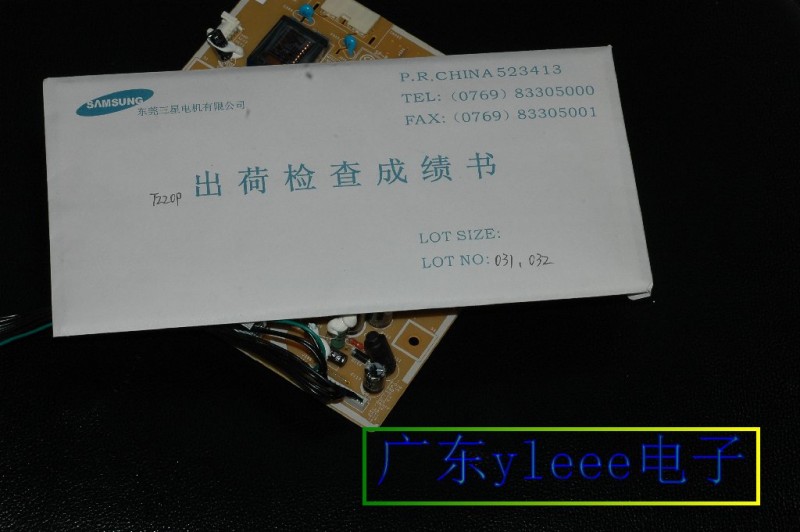 SAMSUNG 东莞三星电机有限公司
P.R.CHINA 523413
TEL: (0769) 83305000
FAX: (0769) 83305001
T220P 出荷检查成绩书
LOT SIZE:
LOT NO: 031, 032
广东yleee电子